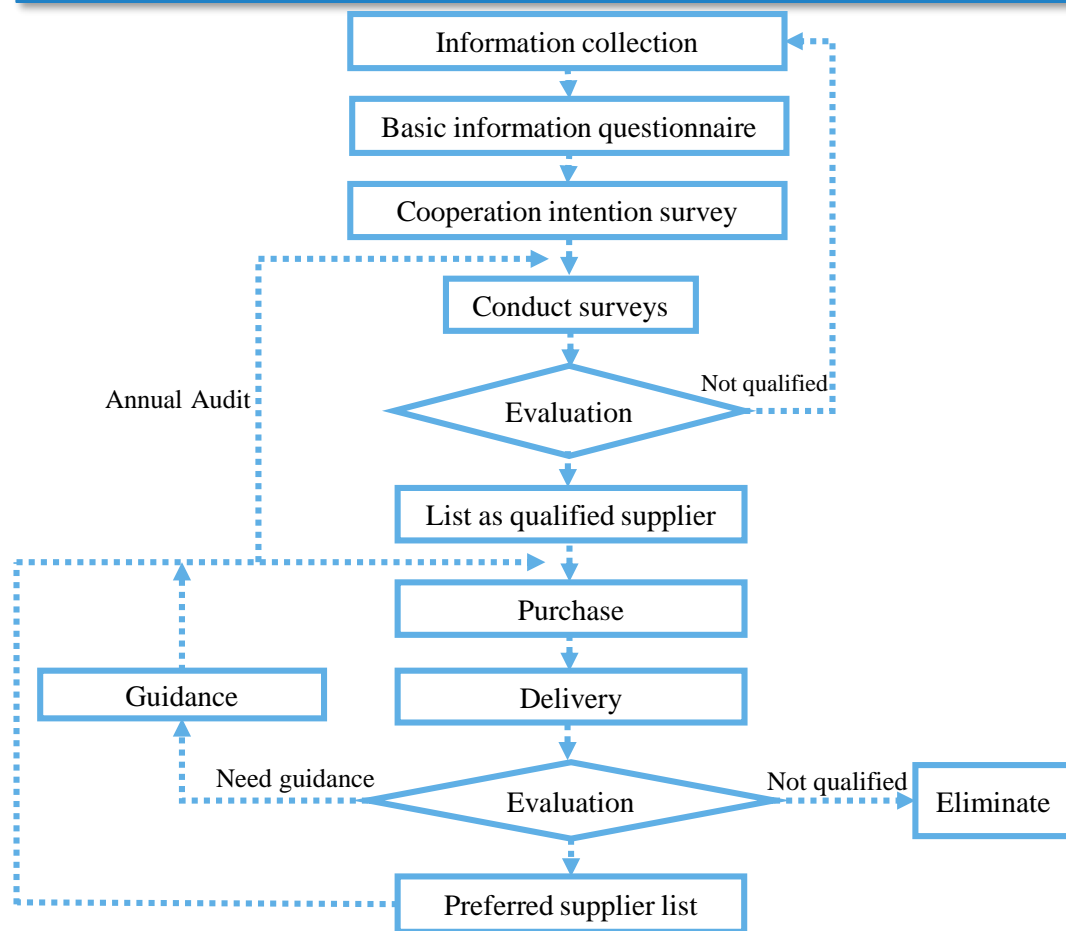 Information collection
Basic information questionnaire
Cooperation intention survey
Conduct surveys
Not qualified
Annual Audit
Evaluation
List as qualified supplier
Purchase
Guidance
Delivery
Need guidance
Evaluation
Not qualified
Eliminate
Preferred supplier list